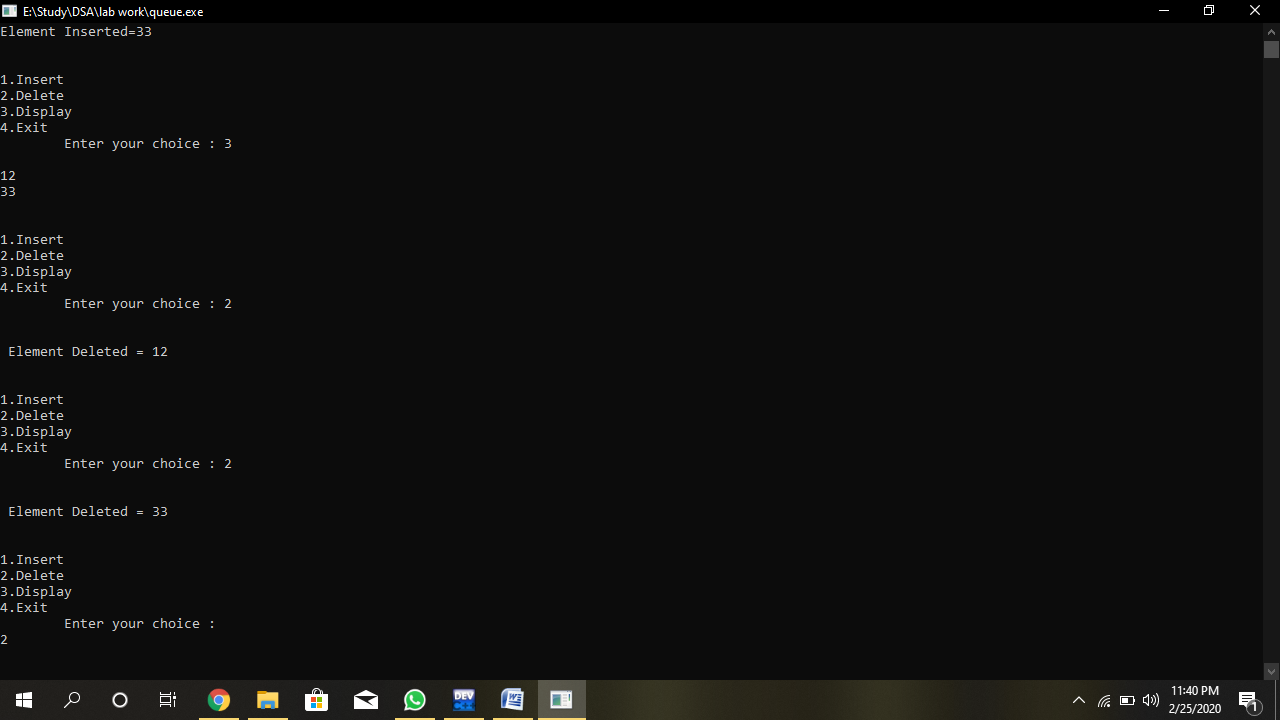 E:\Study\DSA\lab work\queue.exe
Element Inserted=33
1.Insert
2.Delete
3.Display
4.Exit
Enter your choice : 3
12
33
1.Insert
2.Delete
3.Display
4.Exit
Enter your choice : 2
Element Deleted = 12
1.Insert
2.Delete
3.Display
4.Exit
Enter your choice : 2
Element Deleted = 33
1.Insert
2.Delete
3.Display
4.Exit
Enter your choice :
2
DEV
11:40 PM
2/25/2020
1